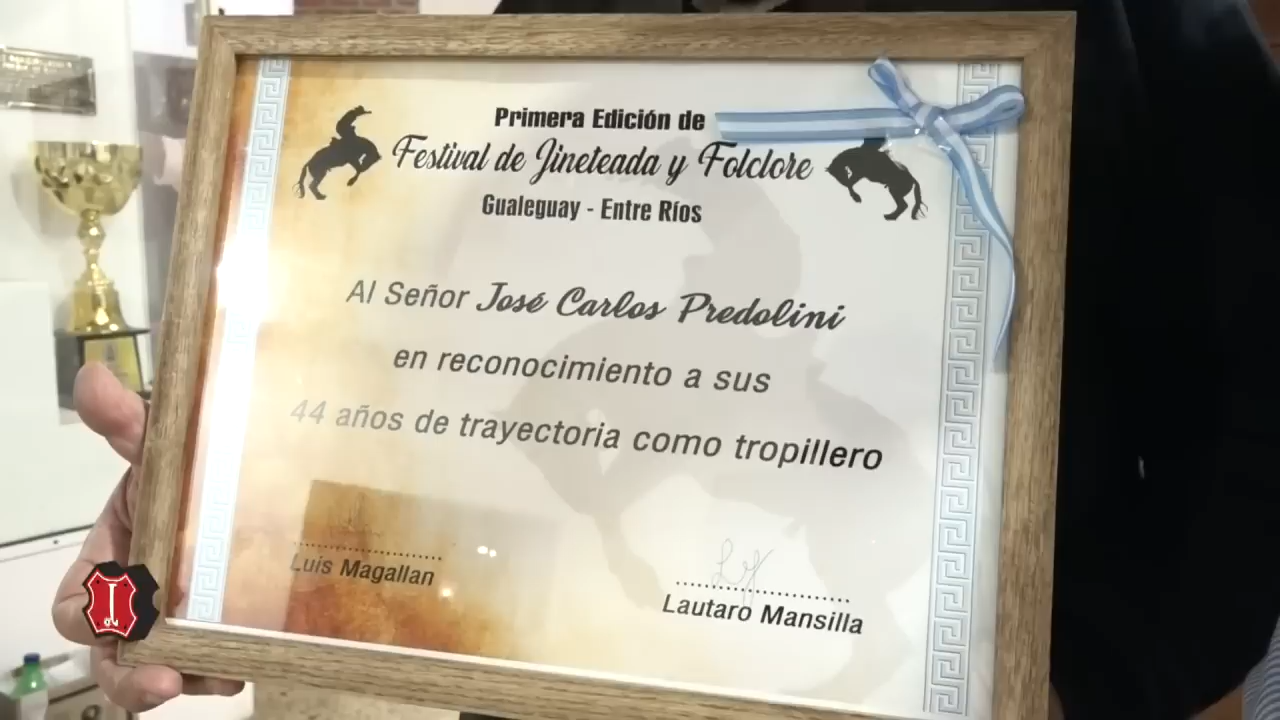 Primera Edición de
Festival de Jineteada y Folclore
Gualeguay - Entre Ríos
Al Señor José Carlos Predolini
en reconocimiento a sus
44 años de trayectoria como tropillero
Luis Magallan
Lautaro Mansilla